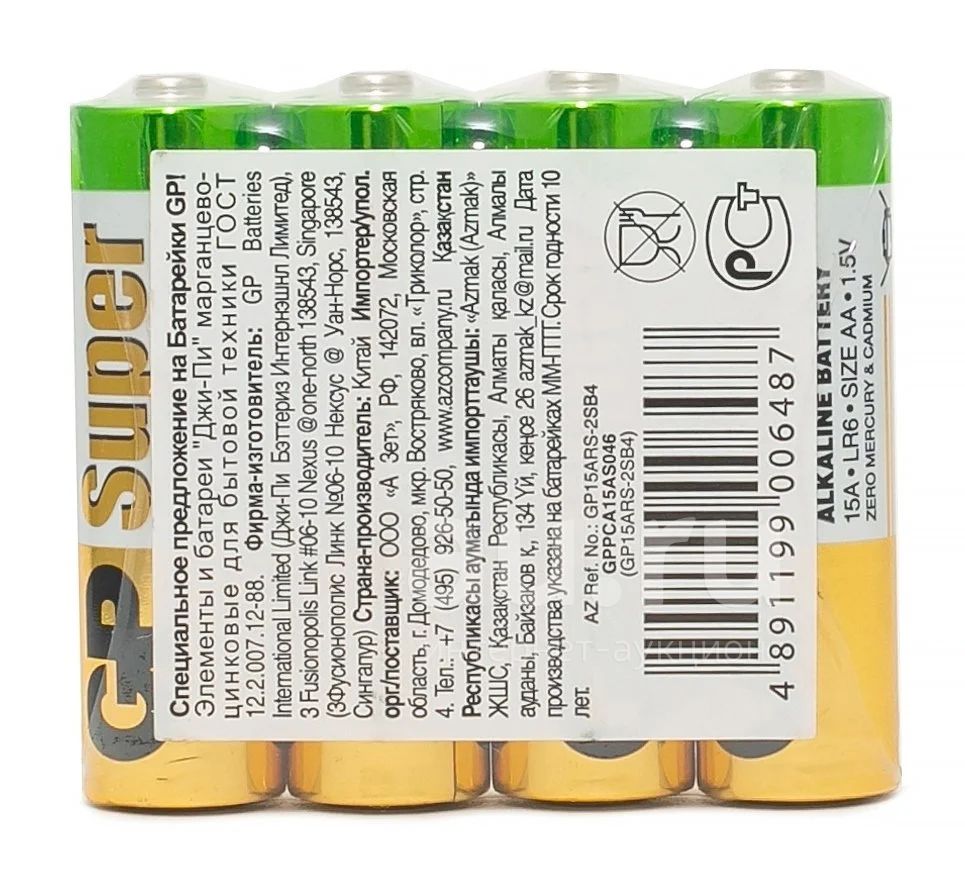 GP Super
Специальное предложение на Батарейки GP!
Элементы и батареи "Джи-Пи" марганцево-
цинковые для бытовой техники ГОСТ
12.2.007.12-88. Фирма-изготовитель: GP Batteries
International Limited (Джи-Пи Бэттериз Интернэшнл Лимитед),
3 Fusionopolis Link #06-10 Nexus @one-north 138543, Singapore
(3Фусионополис Линк №06-10 Нексус @ Уан-Норс, 138543,
Сингапур) Страна-производитель: Китай Импортер/упол.
орг/поставщик: ООО «А Зет», РФ, 142072, Московская
область, г. Домодедово, мкр. Востряково, вл. «Триколор», стр.
4. Тел.: +7 (495) 926-50-50, www.azcompany.ru Қазақстан
Республикасы аумағында импорттаушы: «Azmak (Azmak)»
ЖШС, Казакстан Республикасы, Алматы қаласы, Алмалы
ауданы, Байзаков қ., 134 Үй, кеңсе 26 azmak_kz@mail.ru Дата
производства указана на батарейках ММ-ГГГГ.Срок годности 10
лет.
AZ Ref. No.: GP15ARS-2SB4
GPPCA15AS046
(GP15ARS-2SB4)
PCT
4 891199 006487
ALKALINE BATTERY
15A • LR6 • SIZE AA • 1.5V
ZERO MERCURY & CADMIUM